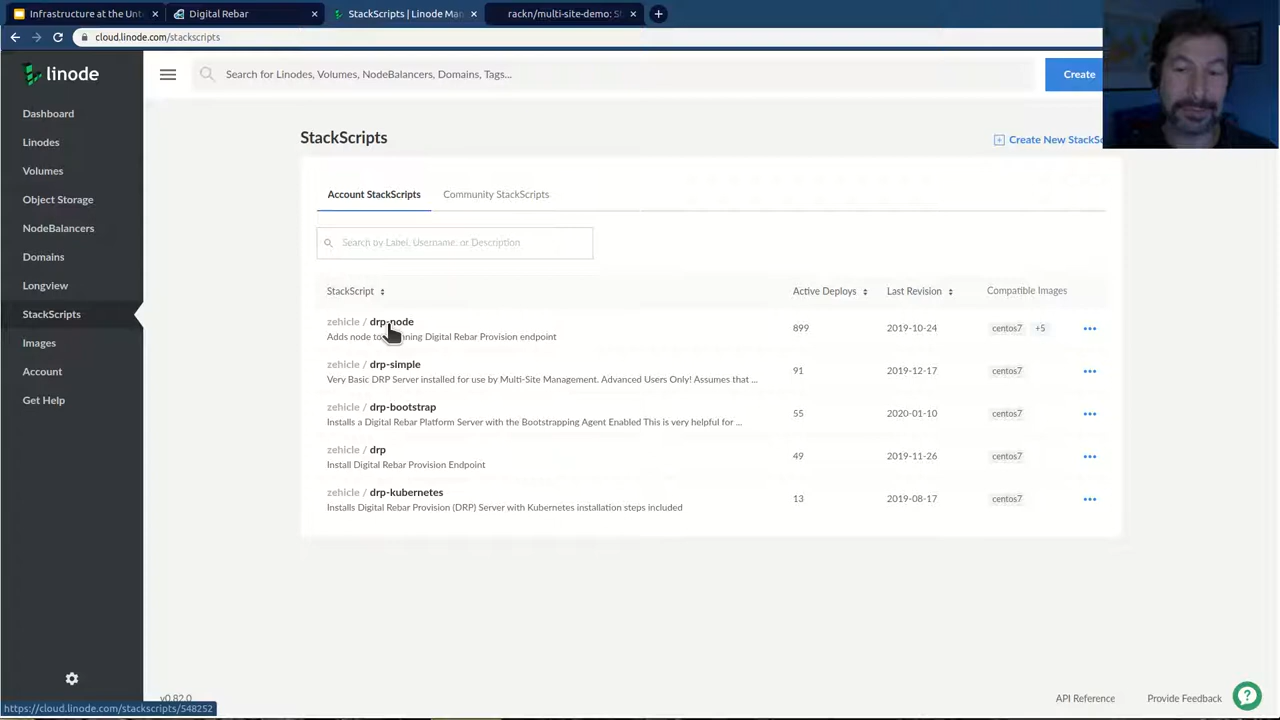 Infrastructure at the Unte
Digital Rebar
StackScripts | Linode Man
rackn/multi-site-demo: St
cloud.linode.com/stackscripts
linode
Search for Linodes, Volumes, NodeBalancers, Domains, Tags...
Create
Dashboard
Linodes
Volumes
Object Storage
NodeBalancers
Domains
Longview
StackScripts
Images
Account
Get Help
StackScripts
Create New StackSc
Account StackScripts
Community StackScripts
Search by Label, Username, or Description
StackScript
Active Deploys
Last Revision
Compatible Images
zehicle / drp-node
Adds node to
nning Digital Rebar Provision endpoint
899
2019-10-24
centos7
+5
zehicle / drp-simple
Very Basic DRP Server installed for use by Multi-Site Management. Advanced Users Only! Assumes that ...
91
2019-12-17
centos7
zehicle / drp-bootstrap
Installs a Digital Rebar Platform Server with the Bootstrapping Agent Enabled This is very helpful for ...
55
2020-01-10
centos7
zehicle / drp
Install Digital Rebar Provision Endpoint
49
2019-11-26
centos7
zehicle / drp-kubernetes
Installs Digital Rebar Provision (DRP) Server with Kubernetes installation steps included
13
2019-08-17
centos7
v0.82.0
API Reference
Provide Feedback
https://cloud.linode.com/stackscripts/548252